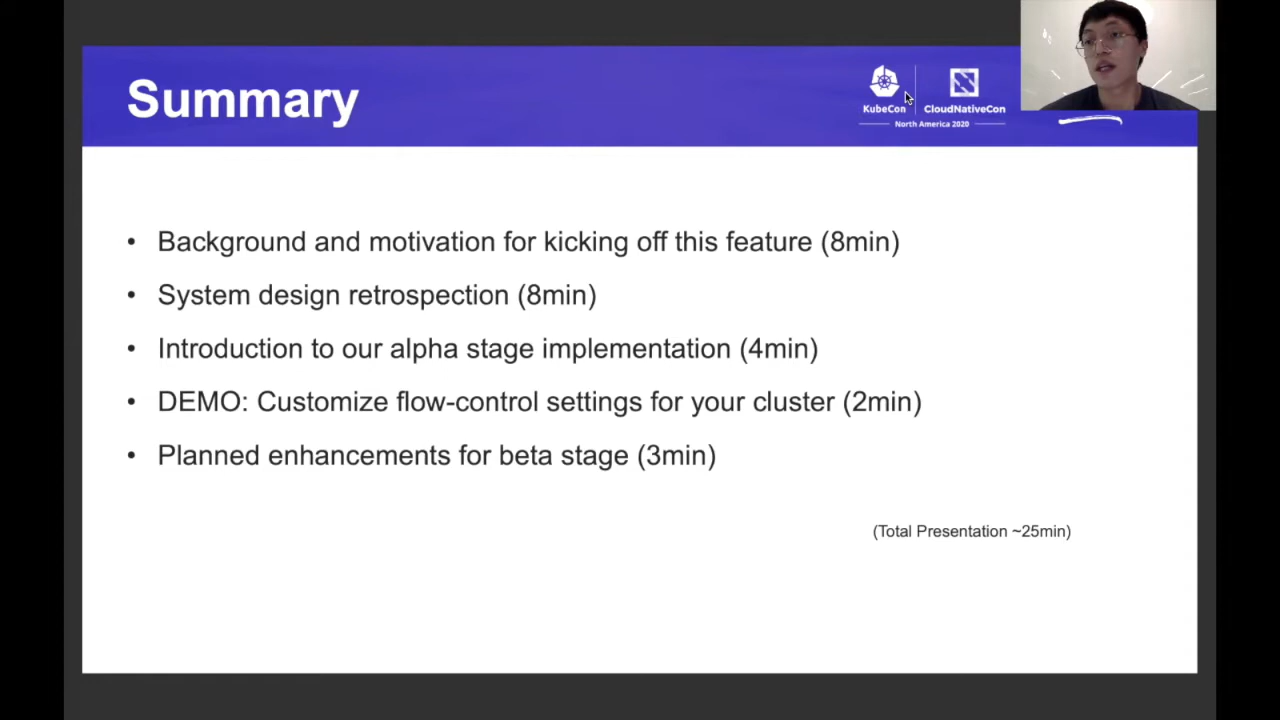 Summary
KubeCon
CloudNativeCon
North America 2020
• Background and motivation for kicking off this feature (8min)
• System design retrospection (8min)
• Introduction to our alpha stage implementation (4min)
• DEMO: Customize flow-control settings for your cluster (2min)
• Planned enhancements for beta stage (3min)
(Total Presentation ~25min)